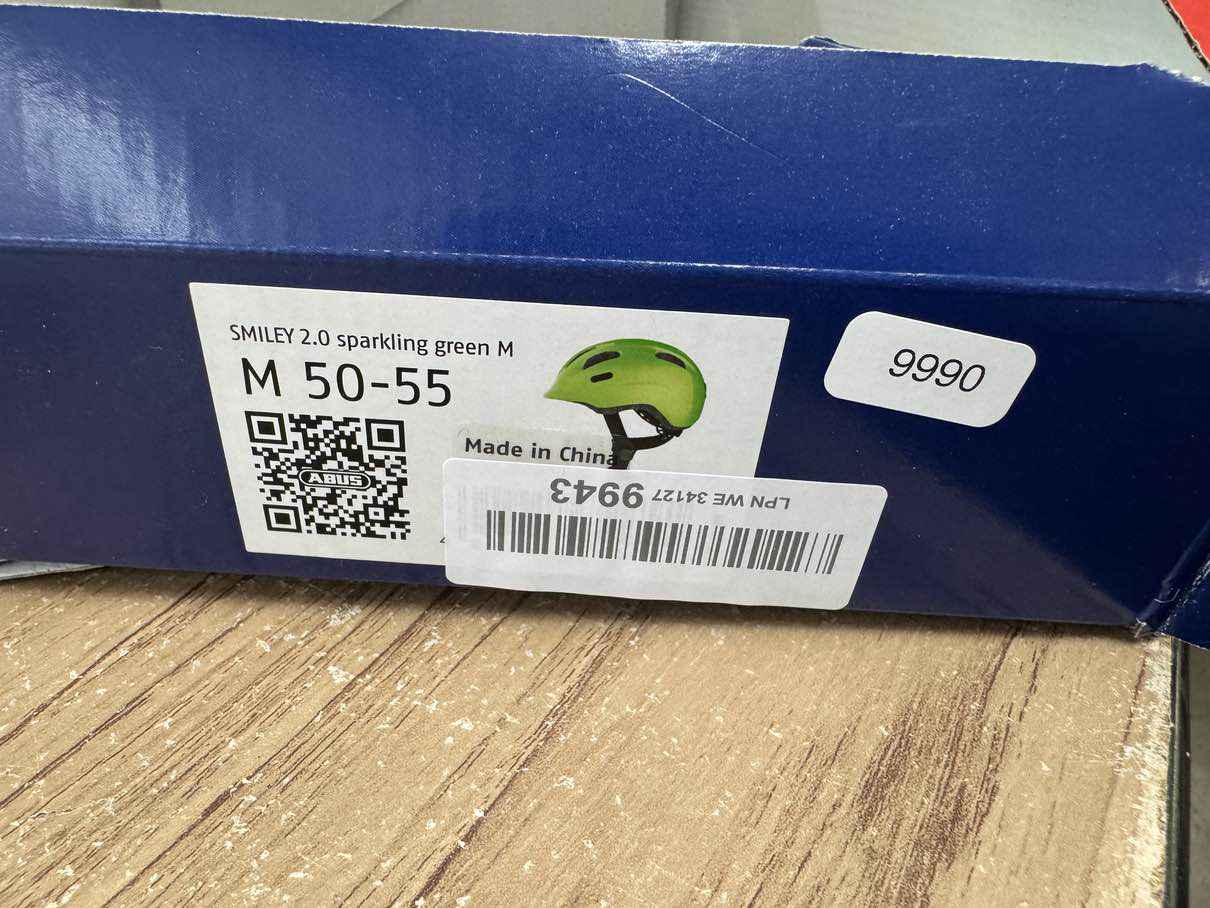 SMILEY 2.0 sparkling green M
M 50-55
ABUS
Made in China
LPN WE 34127 9943
9990